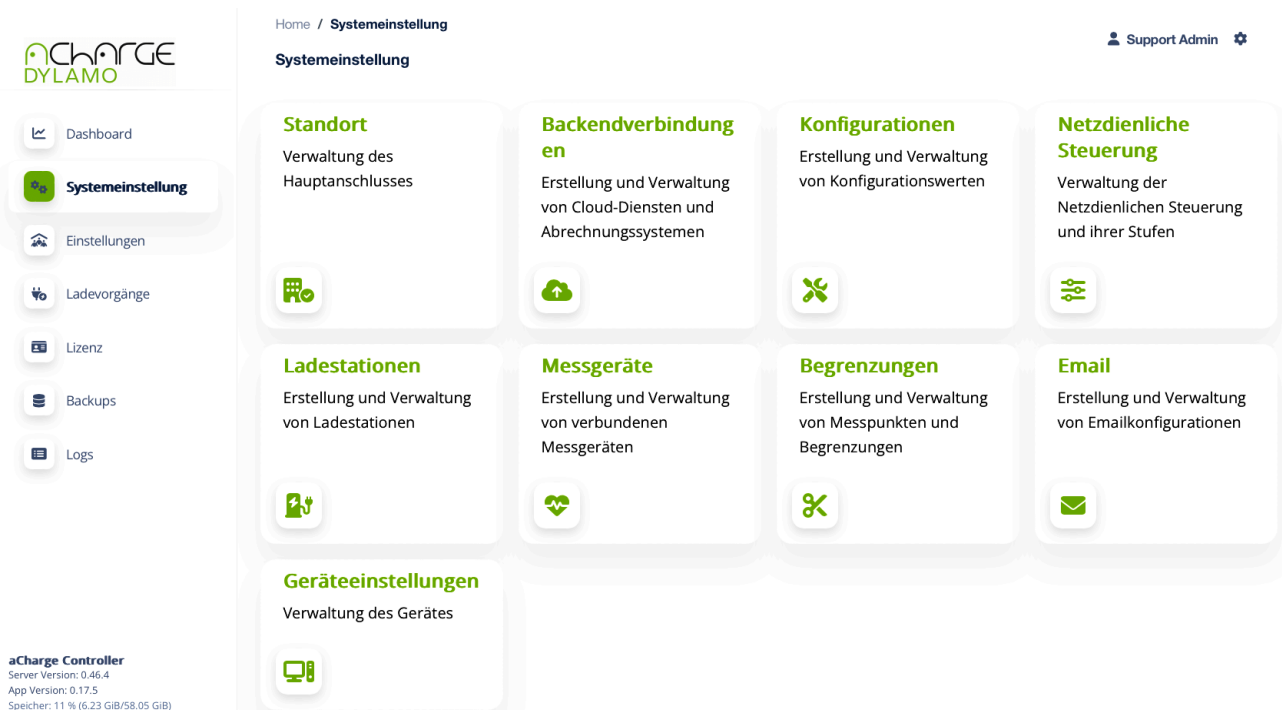 Home / Systemeinstellung
Systemeinstellung
Support Admin
aCHARGE
DYLAMO
Dashboard
Systemeinstellung
Einstellungen
Ladevorgänge
Lizenz
Backups
Logs
aCharge Controller
Server Version: 0.46.4
App Version: 0.17.5
Speicher: 11 % (6.23 GiB/58.05 GiB)
Standort
Verwaltung des
Hauptanschlusses
Backendverbindung
en
Erstellung und Verwaltung
von Cloud-Diensten und
Abrechnungssystemen
Konfigurationen
Erstellung und Verwaltung
von Konfigurationswerten
Netzdienliche
Steuerung
Verwaltung der
Netzdienlichen Steuerung
und ihrer Stufen
Ladestationen
Erstellung und Verwaltung
von Ladestationen
Messgeräte
Erstellung und Verwaltung
von verbundenen
Messgeräten
Begrenzungen
Erstellung und Verwaltung
von Messpunkten und
Begrenzungen
Email
Erstellung und Verwaltung
von Emailkonfigurationen
Geräteeinstellungen
Verwaltung des Gerätes